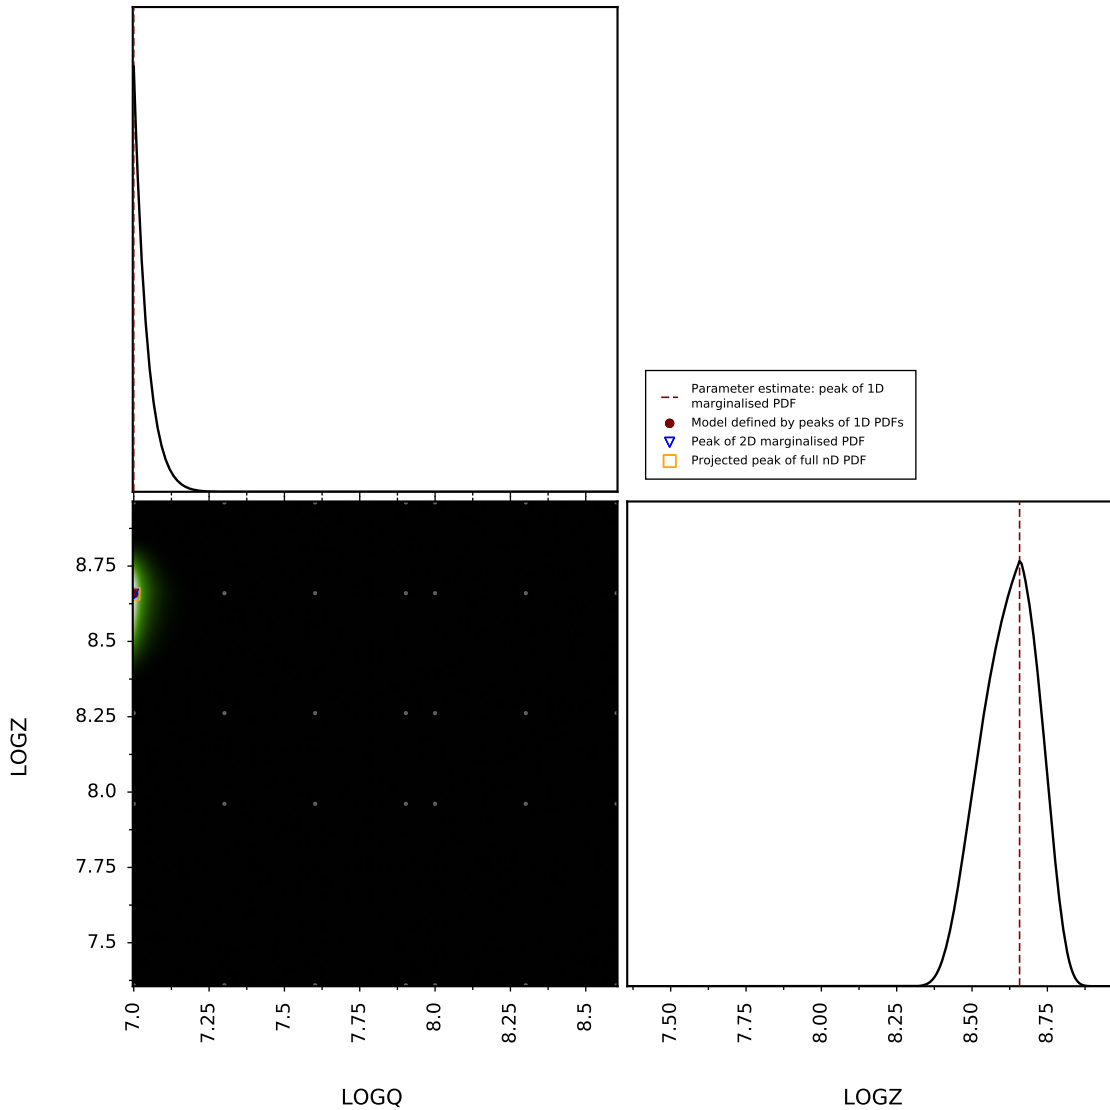 Parameter estimate: peak of 1D
marginalised PDF
Model defined by peaks of 1D PDFs
Peak of 2D marginalised PDF
Projected peak of full nD PDF
8.75
8.5
8.25
8.0
7.75
7.5
LOGZ
7.0 7.25 7.5 7.75 8.0 8.25 8.5
LOGQ
7.50 7.75 8.00 8.25 8.50 8.75
LOGZ